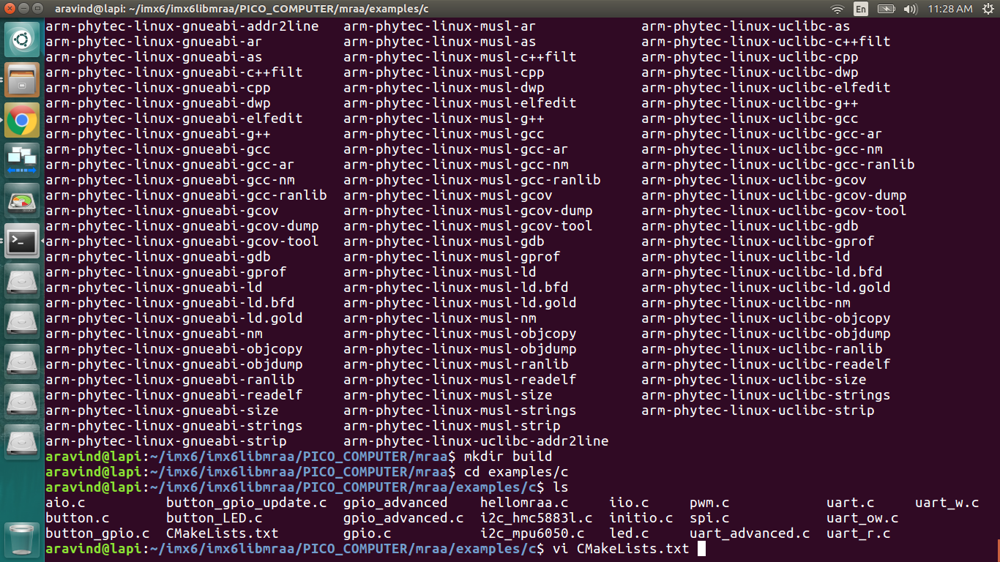 aravind@lapi: ~/imx6/imx6libmraa/PICO_COMPUTER/mraa/examples/c En 11:28 AM
arm-phytec-linux-gnueabi-addr2line arm-phytec-linux-musl-ar arm-phytec-linux-uclibc-as
arm-phytec-linux-gnueabi-ar arm-phytec-linux-musl-as arm-phytec-linux-uclibc-c++filt
arm-phytec-linux-gnueabi-as arm-phytec-linux-musl-c++filt arm-phytec-linux-uclibc-cpp
arm-phytec-linux-gnueabi-c++filt arm-phytec-linux-musl-cpp arm-phytec-linux-uclibc-dwp
arm-phytec-linux-gnueabi-cpp arm-phytec-linux-musl-dwp arm-phytec-linux-uclibc-elfedit
arm-phytec-linux-gnueabi-dwp arm-phytec-linux-musl-elfedit arm-phytec-linux-uclibc-g++
arm-phytec-linux-gnueabi-elfedit arm-phytec-linux-musl-g++ arm-phytec-linux-uclibc-gcc
arm-phytec-linux-gnueabi-g++ arm-phytec-linux-musl-gcc arm-phytec-linux-uclibc-gcc-ar
arm-phytec-linux-gnueabi-gcc arm-phytec-linux-musl-gcc-ar arm-phytec-linux-uclibc-gcc-nm
arm-phytec-linux-gnueabi-gcc-ar arm-phytec-linux-musl-gcc-nm arm-phytec-linux-uclibc-gcc-ranlib
arm-phytec-linux-gnueabi-gcc-nm arm-phytec-linux-musl-gcc-ranlib arm-phytec-linux-uclibc-gcov
arm-phytec-linux-gnueabi-gcc-ranlib arm-phytec-linux-musl-gcov arm-phytec-linux-uclibc-gcov-dump
arm-phytec-linux-gnueabi-gcov arm-phytec-linux-musl-gcov-dump arm-phytec-linux-uclibc-gcov-tool
arm-phytec-linux-gnueabi-gcov-dump arm-phytec-linux-musl-gcov-tool arm-phytec-linux-uclibc-gdb
arm-phytec-linux-gnueabi-gcov-tool arm-phytec-linux-musl-gdb arm-phytec-linux-uclibc-gprof
arm-phytec-linux-gnueabi-gdb arm-phytec-linux-musl-gprof arm-phytec-linux-uclibc-ld
arm-phytec-linux-gnueabi-gprof arm-phytec-linux-musl-ld arm-phytec-linux-uclibc-ld.bfd
arm-phytec-linux-gnueabi-ld arm-phytec-linux-musl-ld.bfd arm-phytec-linux-uclibc-ld.gold
arm-phytec-linux-gnueabi-ld.bfd arm-phytec-linux-musl-ld.gold arm-phytec-linux-uclibc-nm
arm-phytec-linux-gnueabi-ld.gold arm-phytec-linux-musl-nm arm-phytec-linux-uclibc-objcopy
arm-phytec-linux-gnueabi-nm arm-phytec-linux-musl-objcopy arm-phytec-linux-uclibc-objdump
arm-phytec-linux-gnueabi-objcopy arm-phytec-linux-musl-objdump arm-phytec-linux-uclibc-ranlib
arm-phytec-linux-gnueabi-objdump arm-phytec-linux-musl-ranlib arm-phytec-linux-uclibc-readelf
arm-phytec-linux-gnueabi-ranlib arm-phytec-linux-musl-readelf arm-phytec-linux-uclibc-size
arm-phytec-linux-gnueabi-readelf arm-phytec-linux-musl-size arm-phytec-linux-uclibc-strings
arm-phytec-linux-gnueabi-size arm-phytec-linux-musl-strings arm-phytec-linux-uclibc-strip
arm-phytec-linux-gnueabi-strings arm-phytec-linux-musl-strip
arm-phytec-linux-gnueabi-strip arm-phytec-linux-uclibc-addr2line
aravind@lapi:~/imx6/imx6libmraa/PICO_COMPUTER/mraa$ mkdir build
aravind@lapi:~/imx6/imx6libmraa/PICO_COMPUTER/mraa$ cd examples/c
aravind@lapi:~/imx6/imx6libmraa/PICO_COMPUTER/mraa/examples/c$ ls
aio.c button_gpio_update.c gpio_advanced hellomraa.c iio.c pwm.c uart.c uart_w.c
button.c button_LED.c gpio_advanced.c i2c_hmc5883l.c initio.c spi.c uart_ow.c
button_gpio.c CMakeLists.txt gpio.c i2c_mpu6050.c led.c uart_advanced.c uart_r.c
aravind@lapi:~/imx6/imx6libmraa/PICO_COMPUTER/mraa/examples/c$ vi CMakeLists.txt